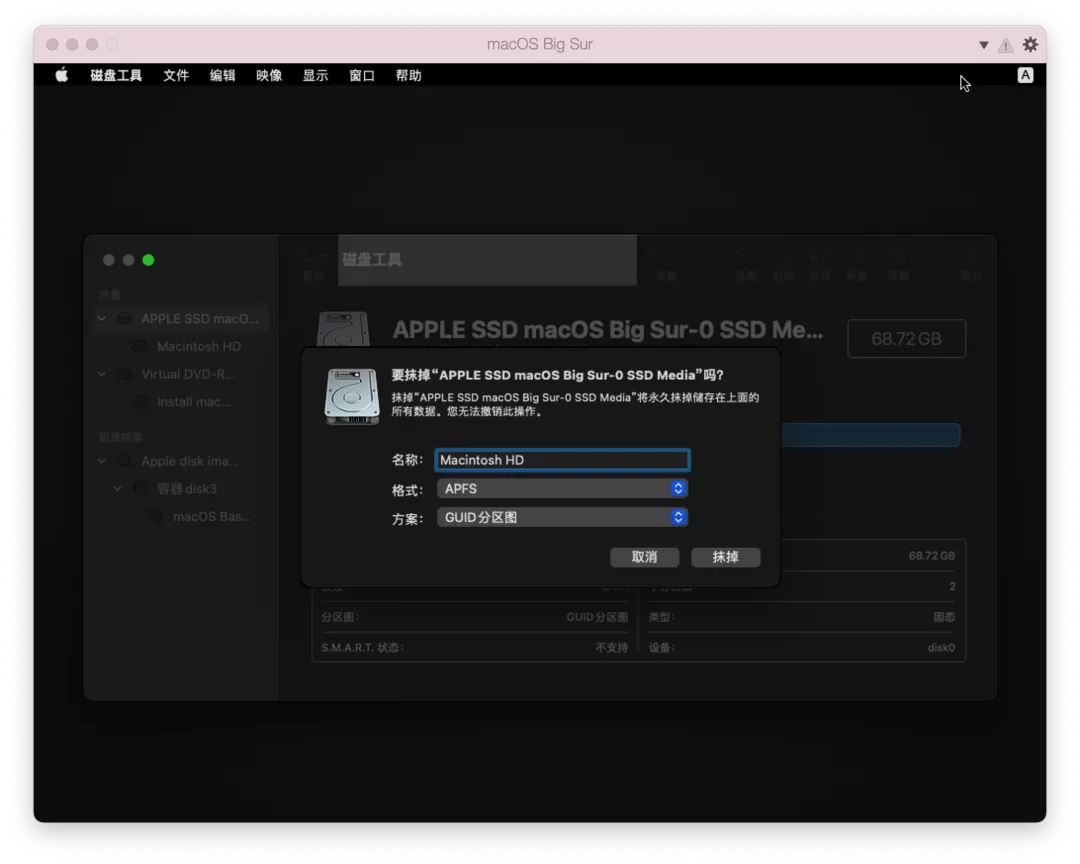 macOS Big Sur
磁盘工具 文件 编辑 映像 显示 窗口 帮助
A
磁盘工具
内置
APPLE SSD macO...
Macintosh HD
Virtual DVD-R...
Install mac...
磁盘映像
Apple disk ima...
容器 disk3
macOS Bas...
APPLE SSD macOS Big Sur-0 SSD Me...
68.72 GB
要抹掉“APPLE SSD macOS Big Sur-0 SSD Media”吗?
抹掉“APPLE SSD macOS Big Sur-0 SSD Media”将永久抹掉储存在上面的
所有数据。您无法撤销此操作。
名称: Macintosh HD
格式: APFS
方案: GUID分区图
取消 抹掉
68.72 GB
2
分区图: GUID分区图 类型: 固态
S.M.A.R.T. 状态: 不支持 设备: disk0